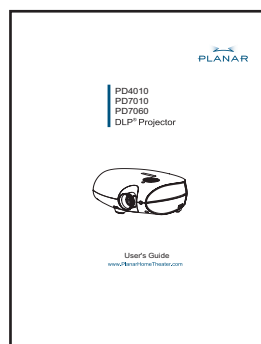 PLANAR
PD4010
PD7010
PD7060
DLP® Projector
User's Guide
www.PlanarHomeTheater.com